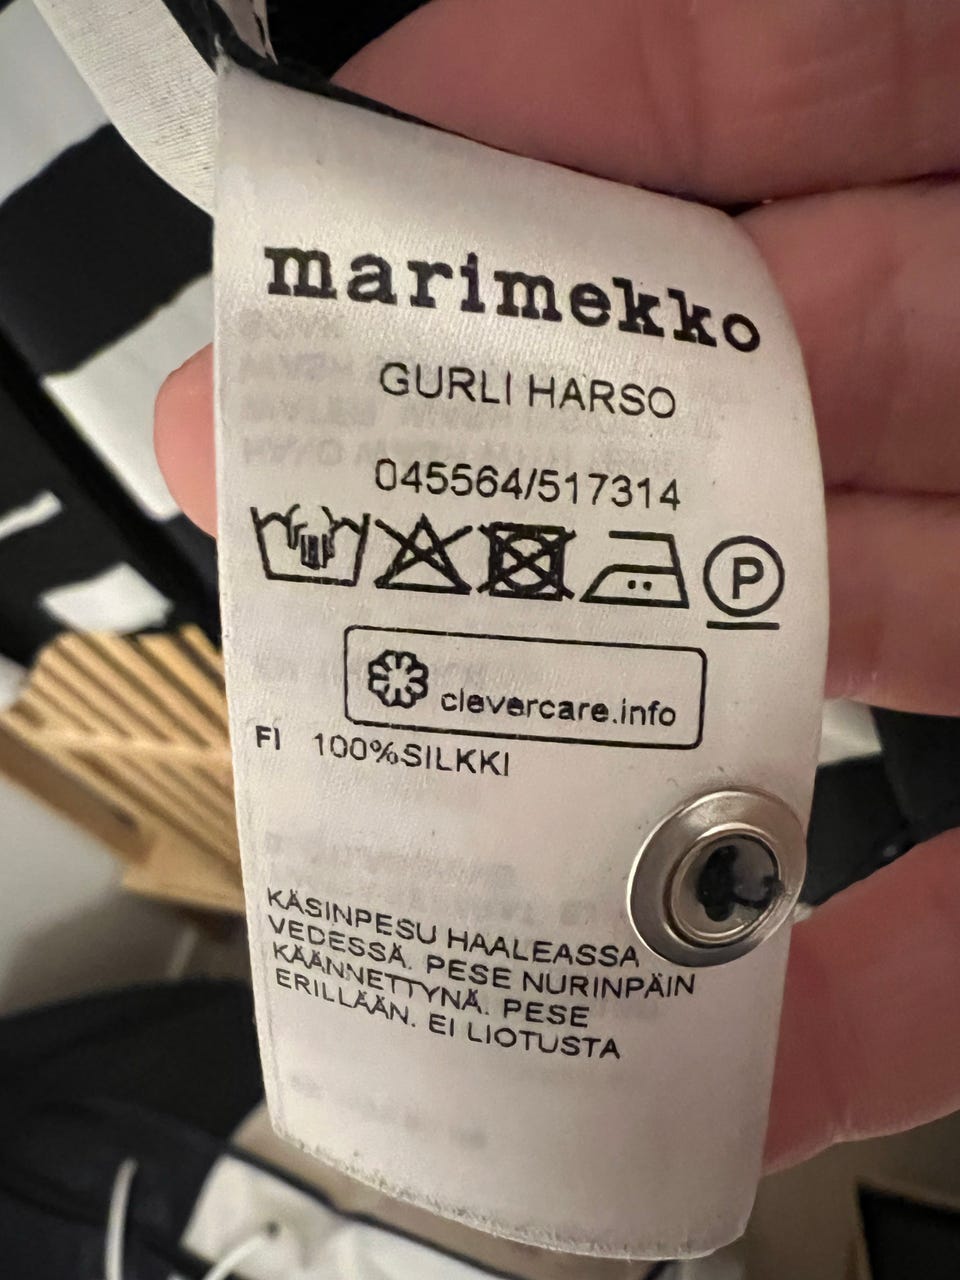 marimekko
GURLI HARSO
045564/517314
P
clevercare.info
FI 100%SILKKI
KÄSINPESU HAALEASSA
VEDESSÄ. PESE NURINPÄIN
KÄÄNNETTYNÄ. PESE
ERILLÄÄN. EI LIOTUSTA